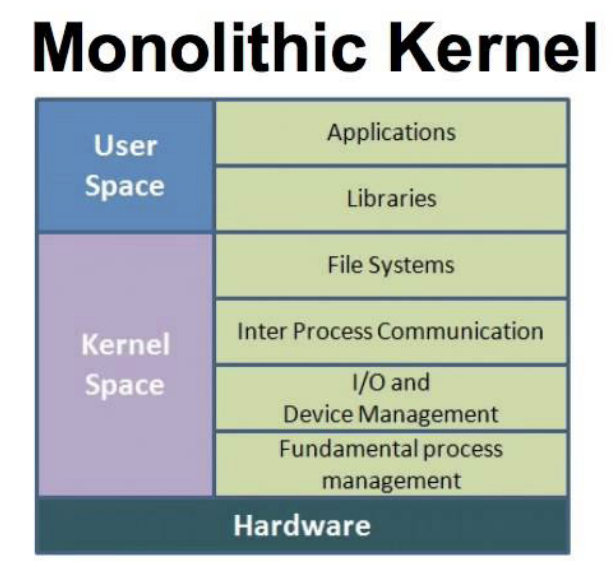 Monolithic Kernel
User
Space
Applications
Libraries
Kernel
Space
File Systems
Inter Process Communication
I/O and
Device Management
Fundamental process
management
Hardware